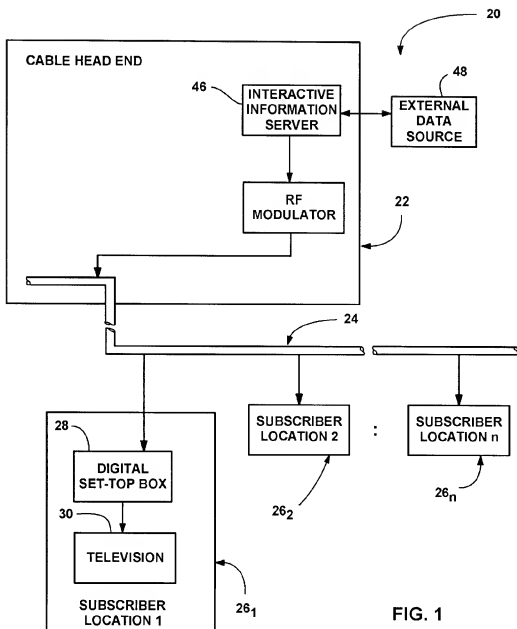 20
CABLE HEAD END
46
48
INTERACTIVE
INFORMATION
SERVER
EXTERNAL
DATA
SOURCE
RF
MODULATOR
22
24
28
DIGITAL
SET-TOP BOX
SUBSCRIBER
LOCATION 2
:
SUBSCRIBER
LOCATION n
30
TELEVISION
26₂
26ₙ
26₁
SUBSCRIBER
LOCATION 1
FIG. 1